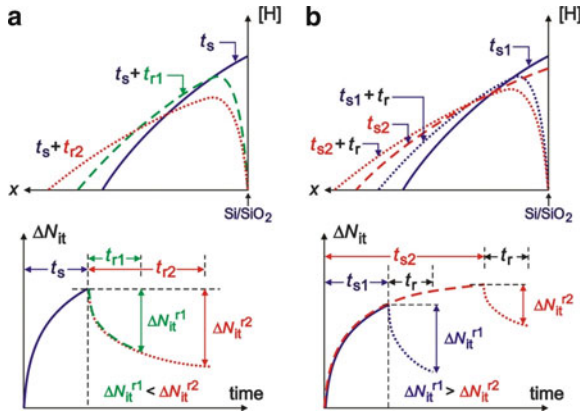 a
[H]
tₛ
tₛ + tᵣ₁
tₛ + tᵣ₂
x
Si/SiO₂
ΔNᵢₜ
tₛ
tᵣ₁
tᵣ₂
ΔNᵢₜʳ¹
ΔNᵢₜʳ²
ΔNᵢₜʳ¹ < ΔNᵢₜʳ²
time
b
[H]
tₛ₁
tₛ₁ + tᵣ
tₛ₂
tₛ₂ + tᵣ
x
Si/SiO₂
ΔNᵢₜ
tₛ₂
tᵣ
tₛ₁
tᵣ
ΔNᵢₜʳ²
ΔNᵢₜʳ¹
ΔNᵢₜʳ¹ > ΔNᵢₜʳ²
time